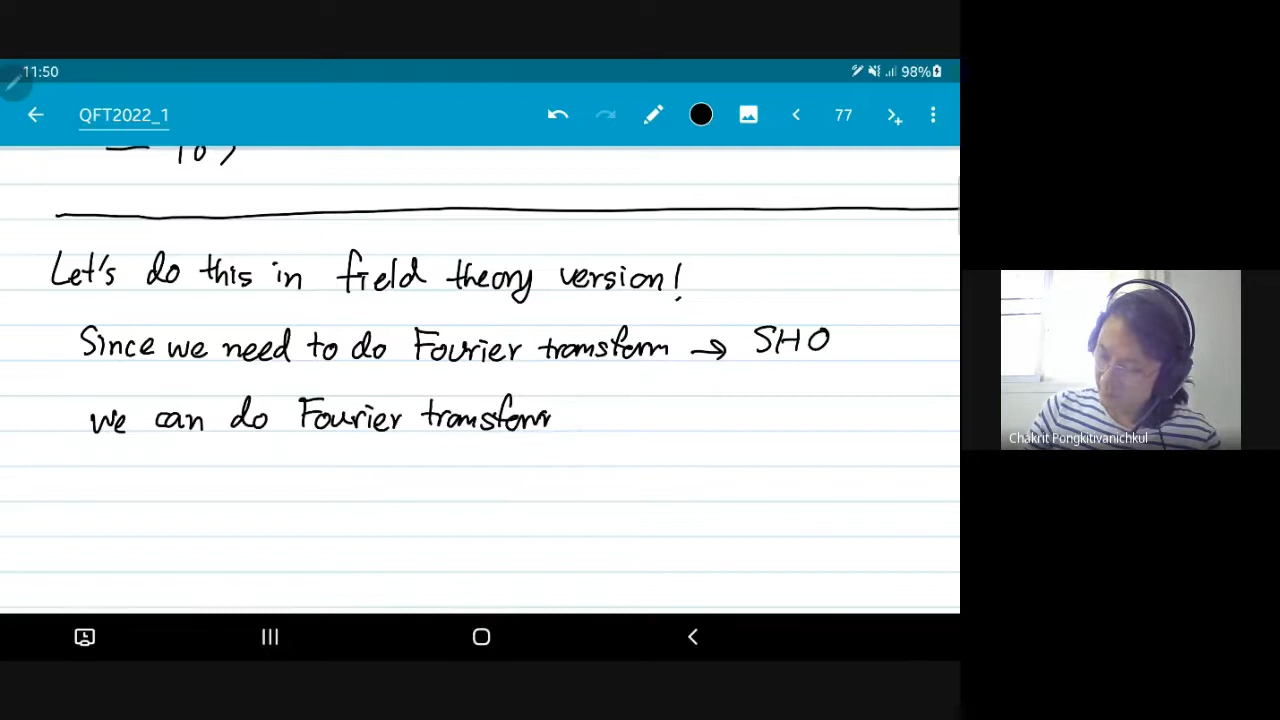 11:50
98%
QFT2022_1
77
Let's do this in field theory version!
Since we need to do Fourier transform → SHO
we can do Fourier transform
Chakrit Pongkitivanichkul